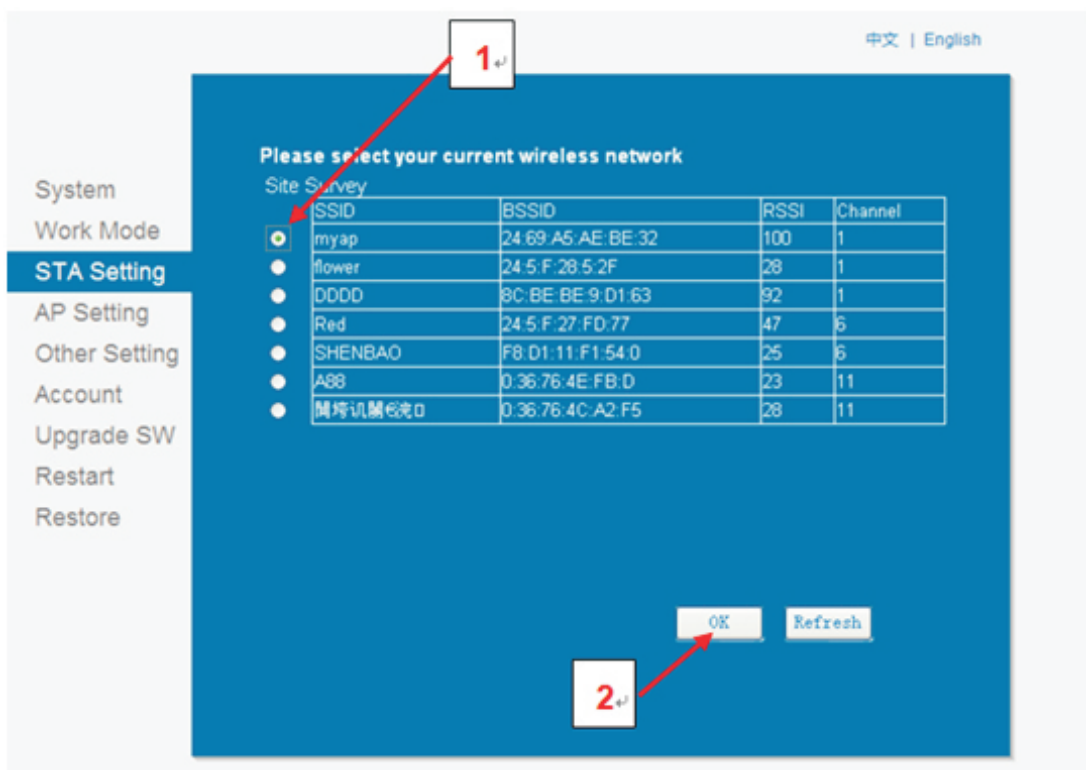 1
中文 | English
Please select your current wireless network
Site Survey
System
Work Mode
STA Setting
AP Setting
Other Setting
Account
Upgrade SW
Restart
Restore
SSID BSSID RSSI Channel
myap 24:69:A5:AE:BE:32 100 1
flower 24:5:F:28:5:2F 28 1
DDDD 8C:BE:BE:9:D1:63 92 1
Red 24:5:F:27:FD:77 47 6
SHENBAO F8:D1:11:F1:54:0 25 6
A88 0:36:76:4E:FB:D 23 11
0:36:76:4C:A2:F5 28 11
OK Refresh
2